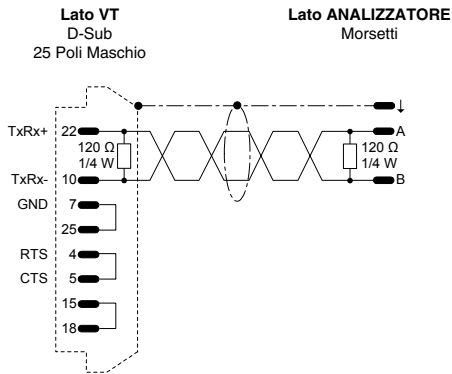 Lato VT
D-Sub
25 Poli Maschio
Lato ANALIZZATORE
Morsetti
TxRx+ 22
A
120 Ω
1/4 W
120 Ω
1/4 W
TxRx- 10
B
GND 7
25
RTS 4
CTS 5
15
18